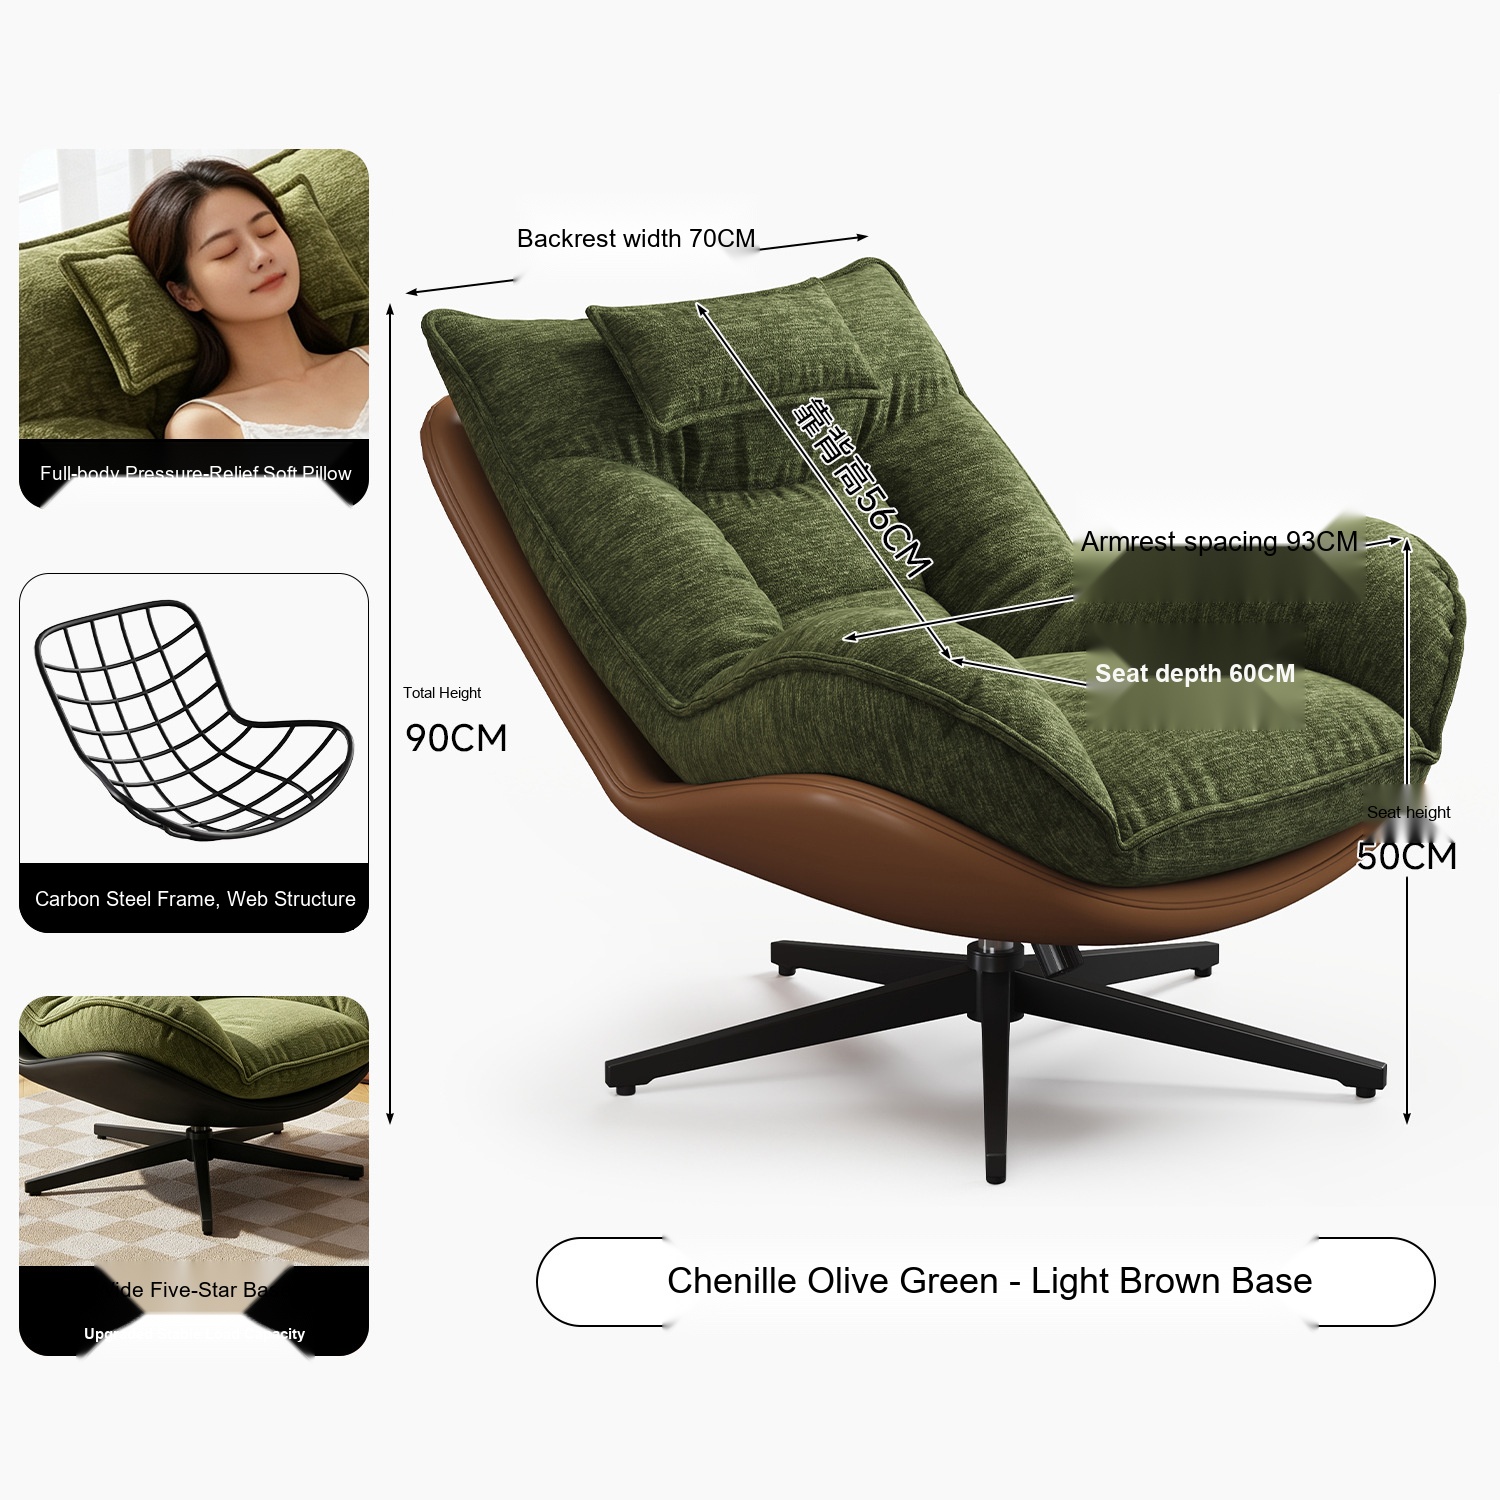 Backrest width 70CM
靠背高56CM
Full-body Pressure-Relief Soft Pillow
Armrest spacing 93CM
Seat depth 60CM
Total Height
90CM
Seat height
50CM
Carbon Steel Frame, Web Structure
Five-Star
Chenille Olive Green - Light Brown Base